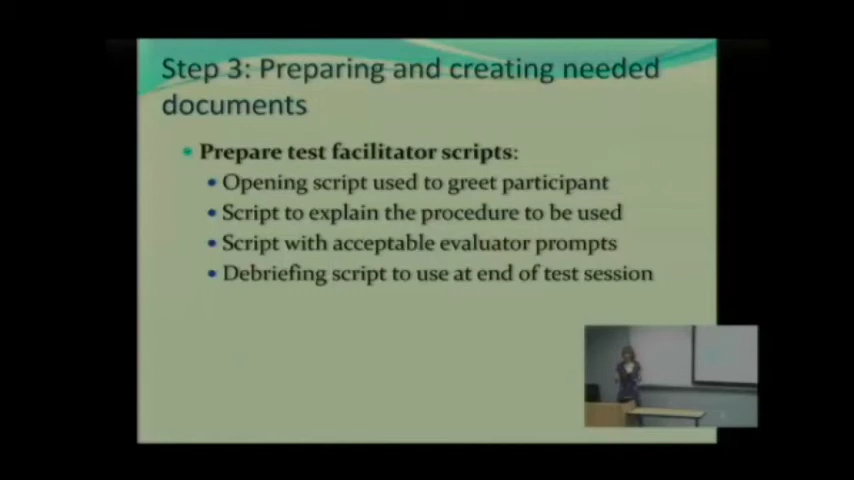 Step 3: Preparing and creating needed
documents
• Prepare test facilitator scripts:
• Opening script used to greet participant
• Script to explain the procedure to be used
• Script with acceptable evaluator prompts
• Debriefing script to use at end of test session